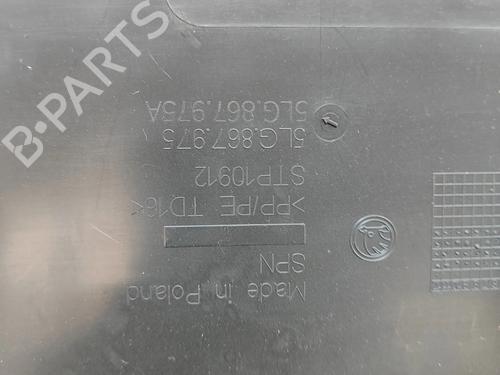 B-PARTS
Made in Poland
SPN
>PP/PE TD16<
STP10912
5LG.867.975
5LG.867.975A